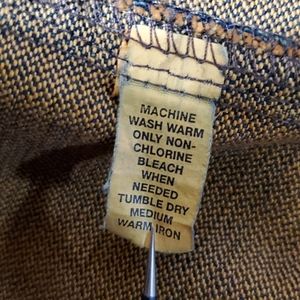 MACHINE
WASH WARM
ONLY NON-
CHLORINE
BLEACH
WHEN
NEEDED
TUMBLE DRY
MEDIUM
WARM IRON